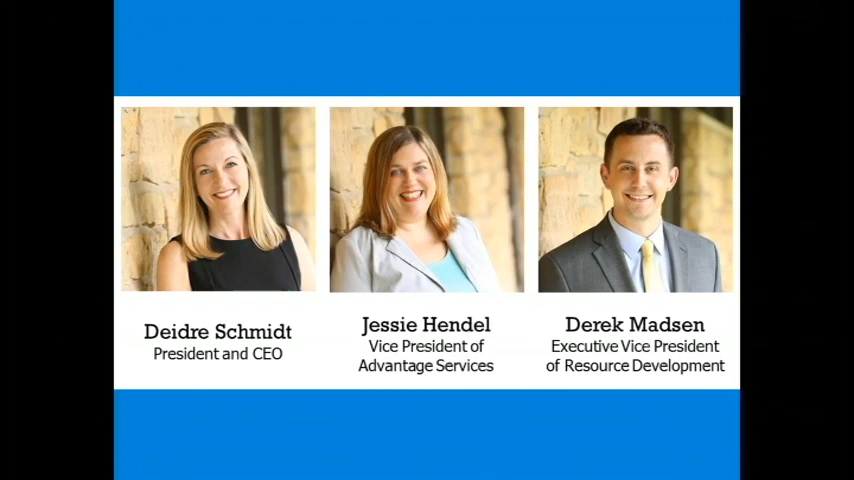 Deidre Schmidt
President and CEO
Jessie Hendel
Vice President of
Advantage Services
Derek Madsen
Executive Vice President
of Resource Development